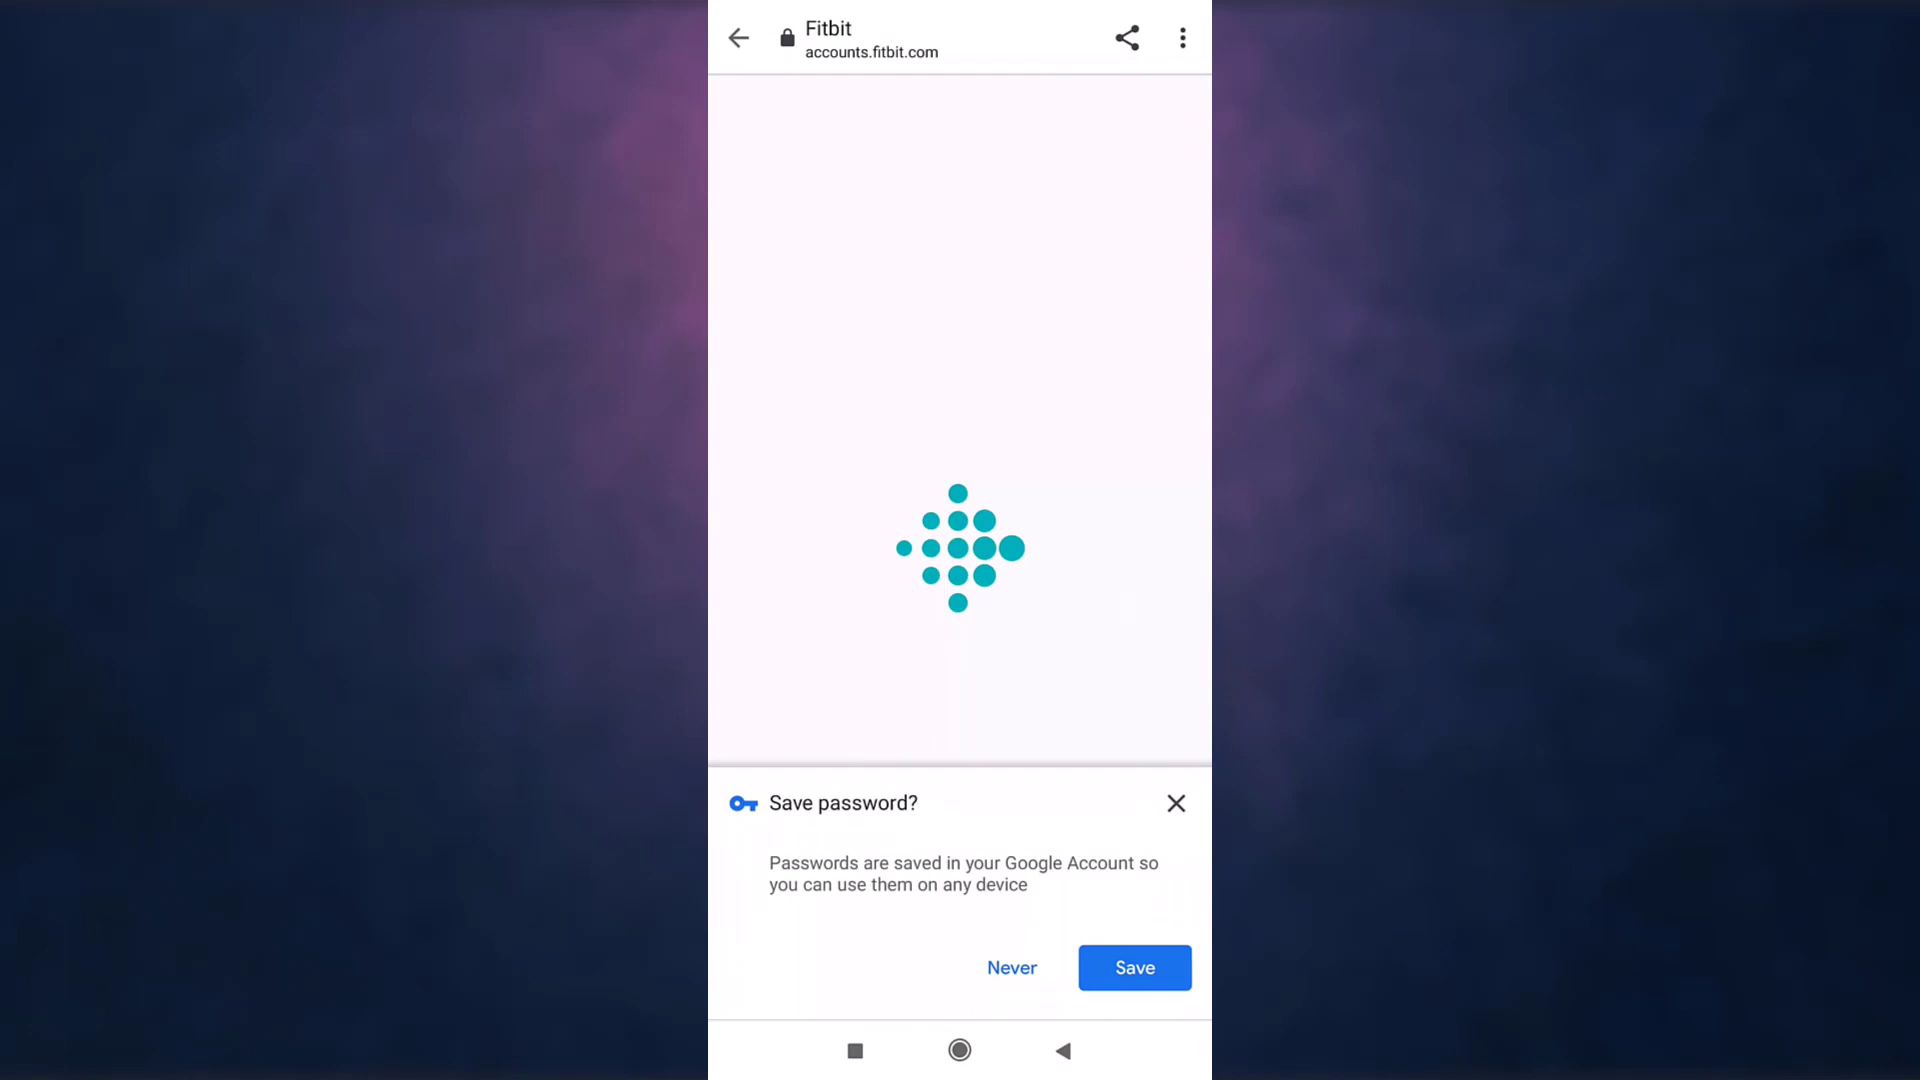 Fitbit
accounts.fitbit.com
Save password?
Passwords are saved in your Google Account so
you can use them on any device
Never
Save